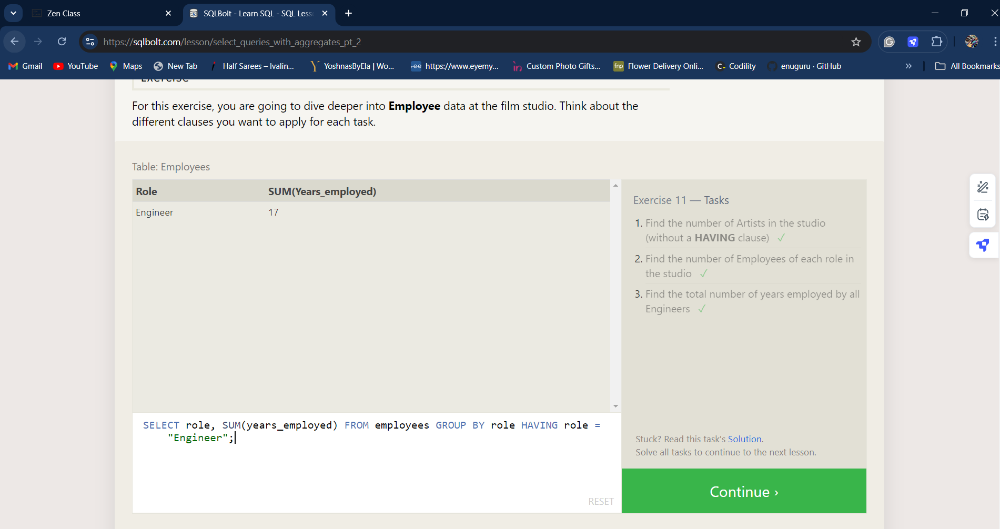 Zen Class
SQLBolt - Learn SQL - SQL Less
https://sqlbolt.com/lesson/select_queries_with_aggregates_pt_2
Gmail
YouTube
Maps
New Tab
Half Sarees – Ivalin...
YoshnasByEla | Wo...
https://www.eyemy...
Custom Photo Gifts...
fnp Flower Delivery Onli...
Codility
enuguru · GitHub
All Bookmarks
Exercise
For this exercise, you are going to dive deeper into Employee data at the film studio. Think about the
different clauses you want to apply for each task.
Table: Employees
Role SUM(Years_employed)
Engineer 17
Exercise 11 — Tasks
1. Find the number of Artists in the studio
(without a HAVING clause) ✓
2. Find the number of Employees of each role in
the studio ✓
3. Find the total number of years employed by all
Engineers ✓
SELECT role, SUM(years_employed) FROM employees GROUP BY role HAVING role =
"Engineer";
RESET
Stuck? Read this task's Solution.
Solve all tasks to continue to the next lesson.
Continue ›